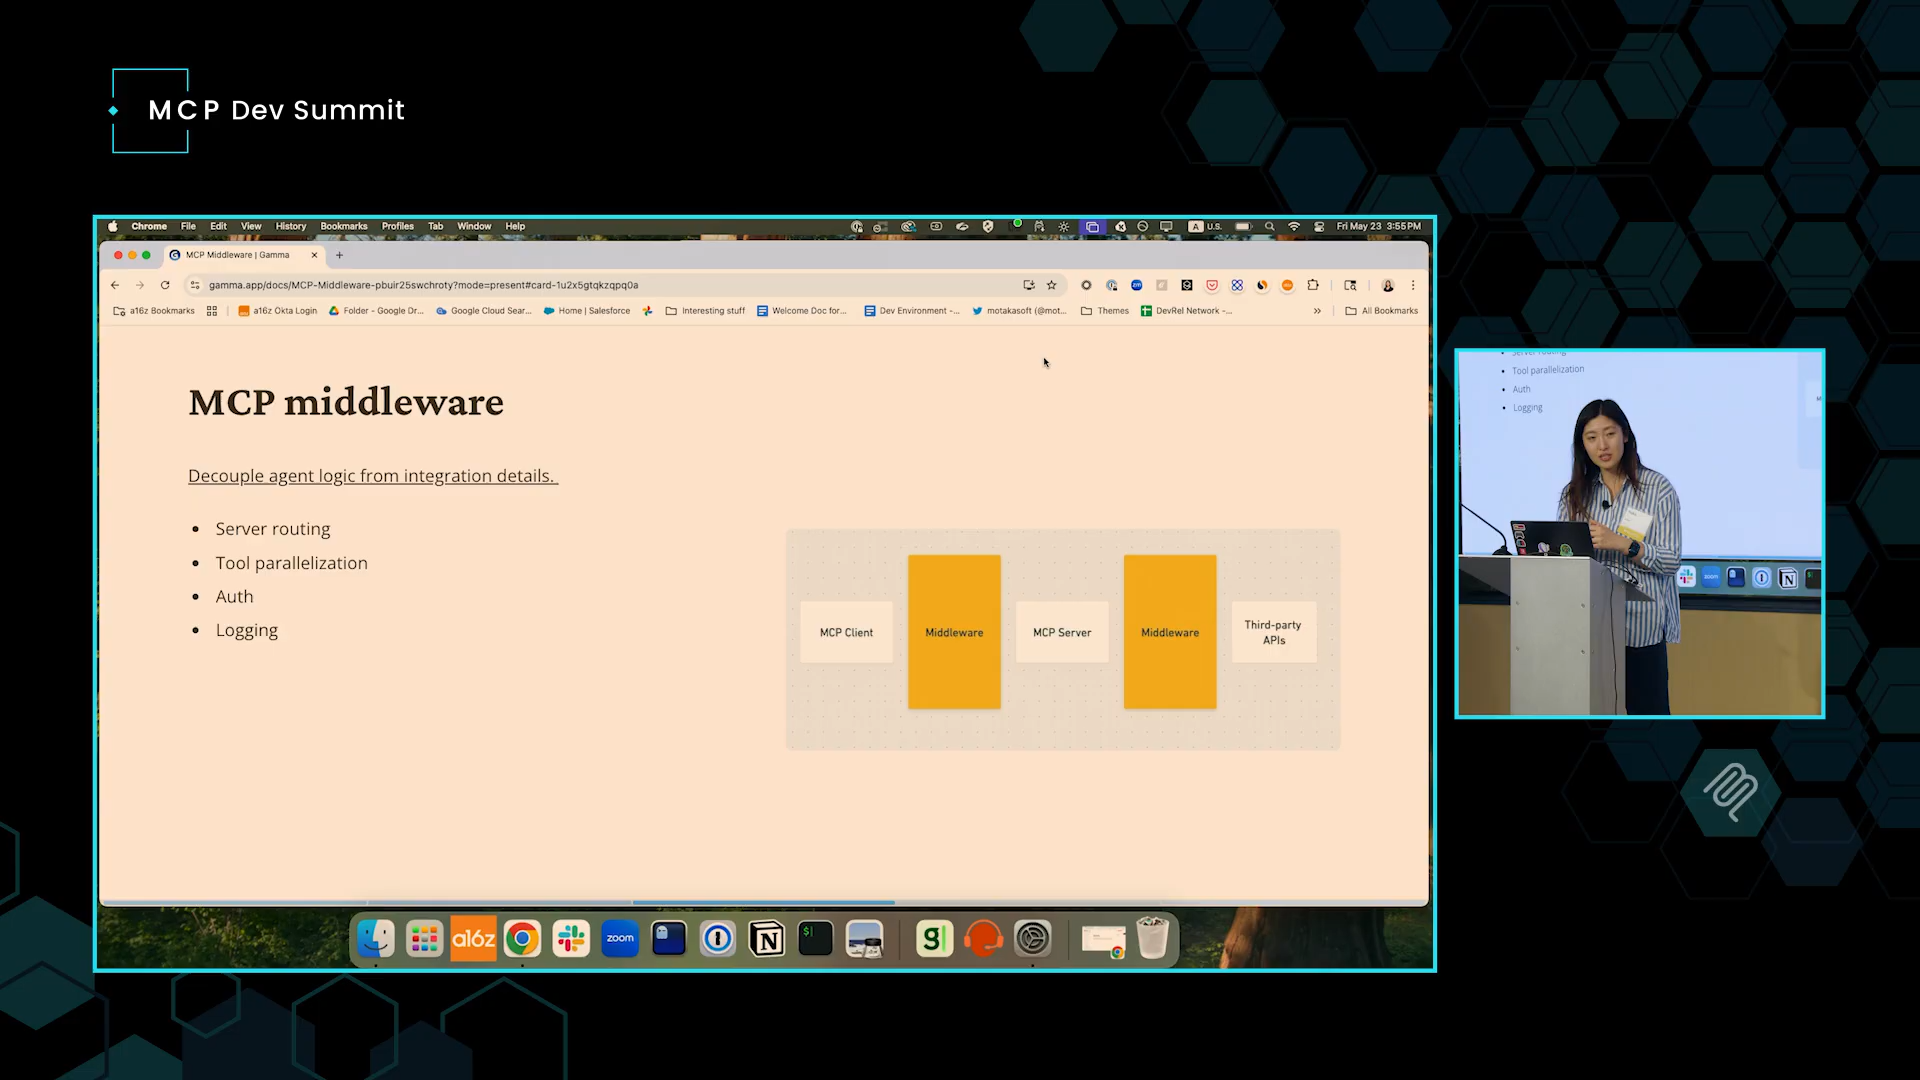 MCP Dev Summit
Chrome File Edit View History Bookmarks Profiles Tab Window Help
A U.S.
Fri May 23 3:55 PM
MCP Middleware | Gamma
gamma.app/docs/MCP-Middleware-pbuir25swchroty?mode=present#card-1u2x5gtqkzqpq0a
a16z Bookmarks
a16z Okta Login
Folder - Google Dr...
Google Cloud Sear...
Home | Salesforce
Interesting stuff
Welcome Doc for...
Dev Environment -...
motakasoft (@mot...
Themes
DevRel Network -...
All Bookmarks
MCP middleware
Decouple agent logic from integration details.
Server routing
Tool parallelization
Auth
Logging
MCP Client
Middleware
MCP Server
Middleware
Third-party
APIs
a16z
zoom
Server routing
Tool parallelization
Auth
Logging
zoom